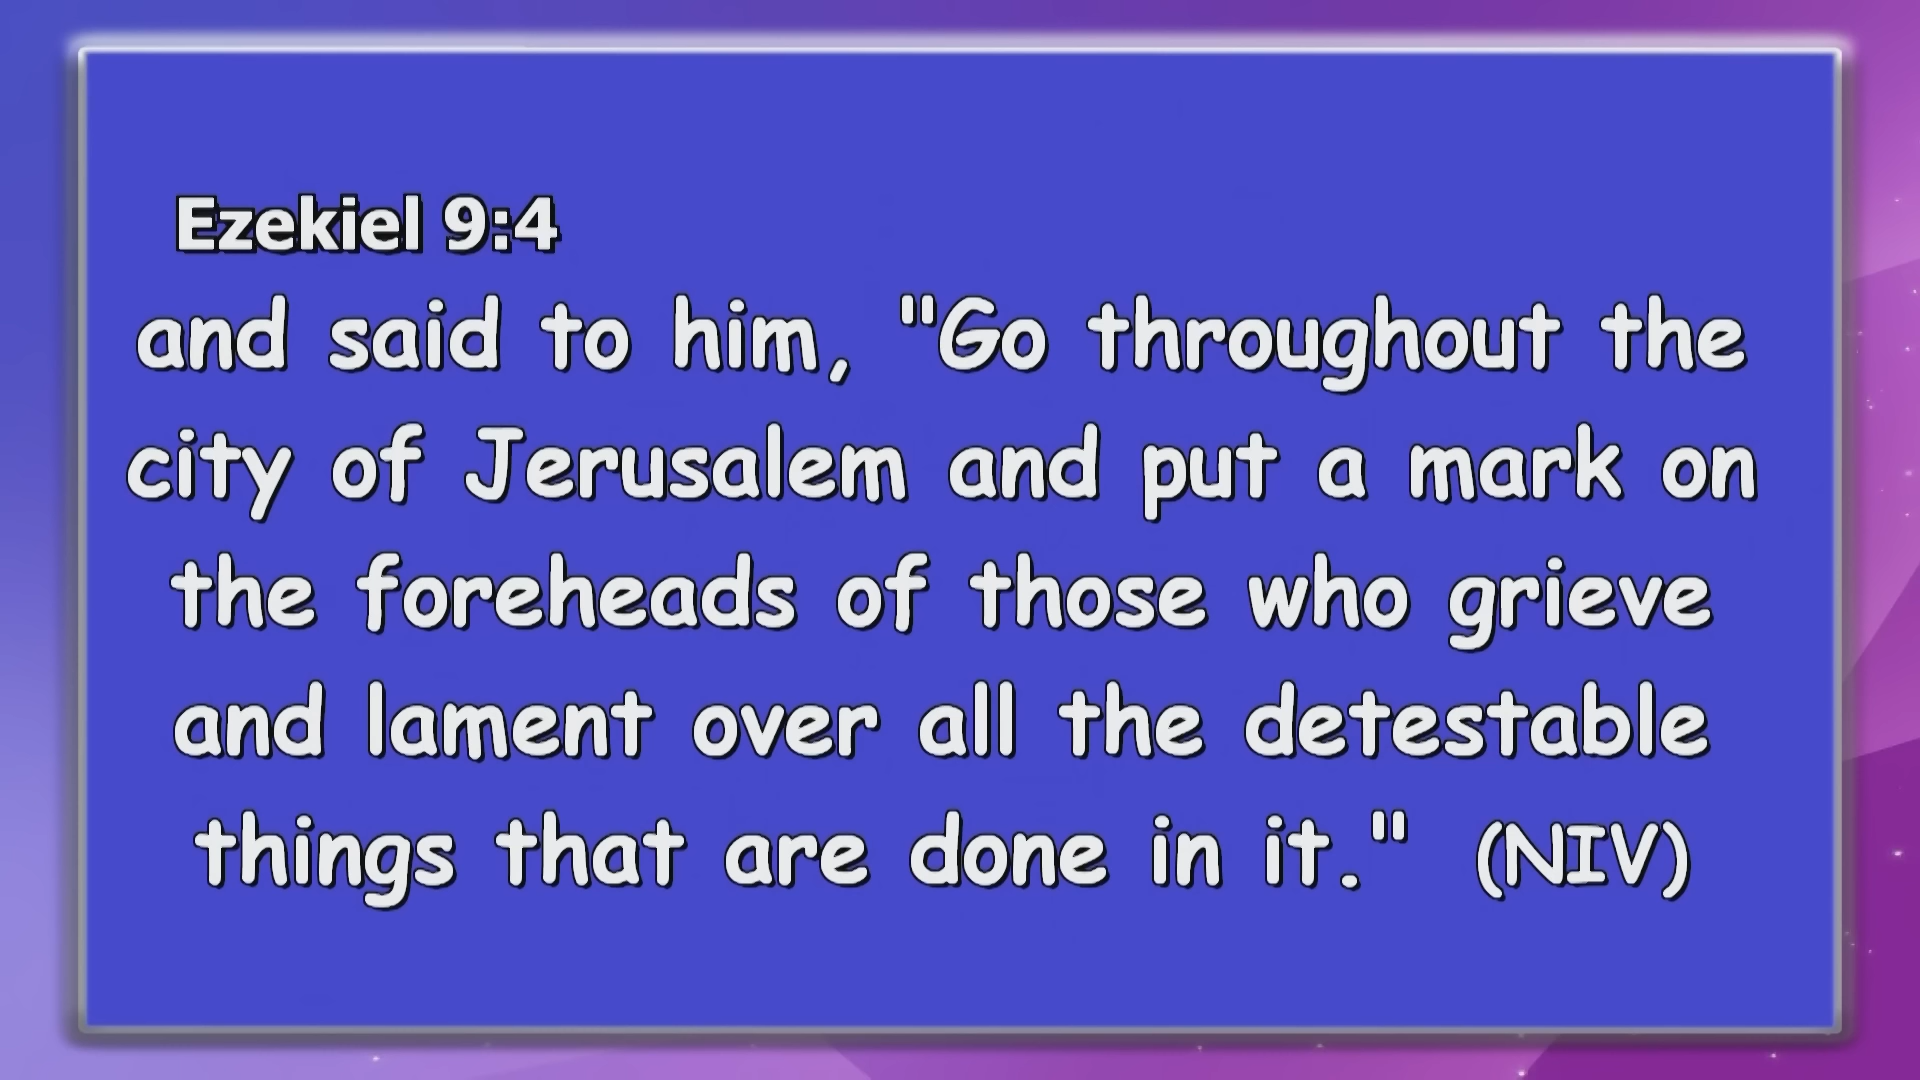 Ezekiel 9:4
and said to him, "Go throughout the
city of Jerusalem and put a mark on
the foreheads of those who grieve
and lament over all the detestable
things that are done in it." (NIV)